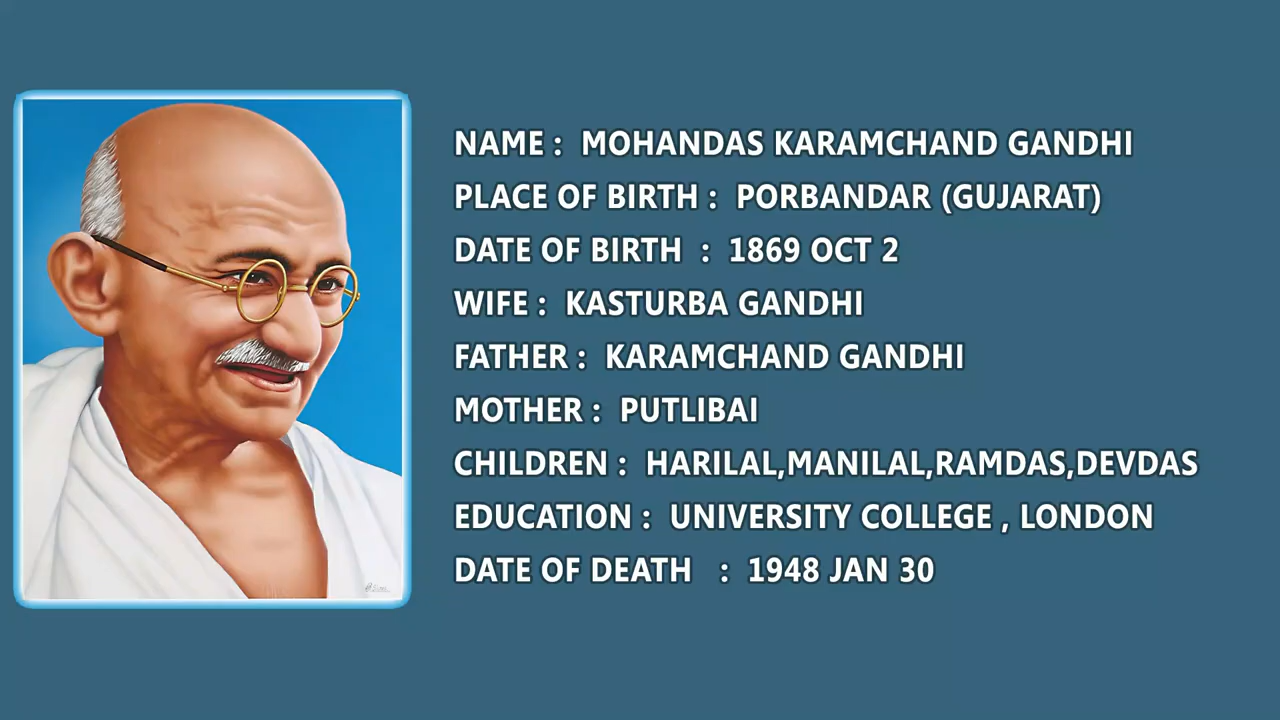 NAME : MOHANDAS KARAMCHAND GANDHI
PLACE OF BIRTH : PORBANDAR (GUJARAT)
DATE OF BIRTH : 1869 OCT 2
WIFE : KASTURBA GANDHI
FATHER : KARAMCHAND GANDHI
MOTHER : PUTLIBAI
CHILDREN : HARILAL,MANILAL,RAMDAS,DEVDAS
EDUCATION : UNIVERSITY COLLEGE , LONDON
DATE OF DEATH : 1948 JAN 30